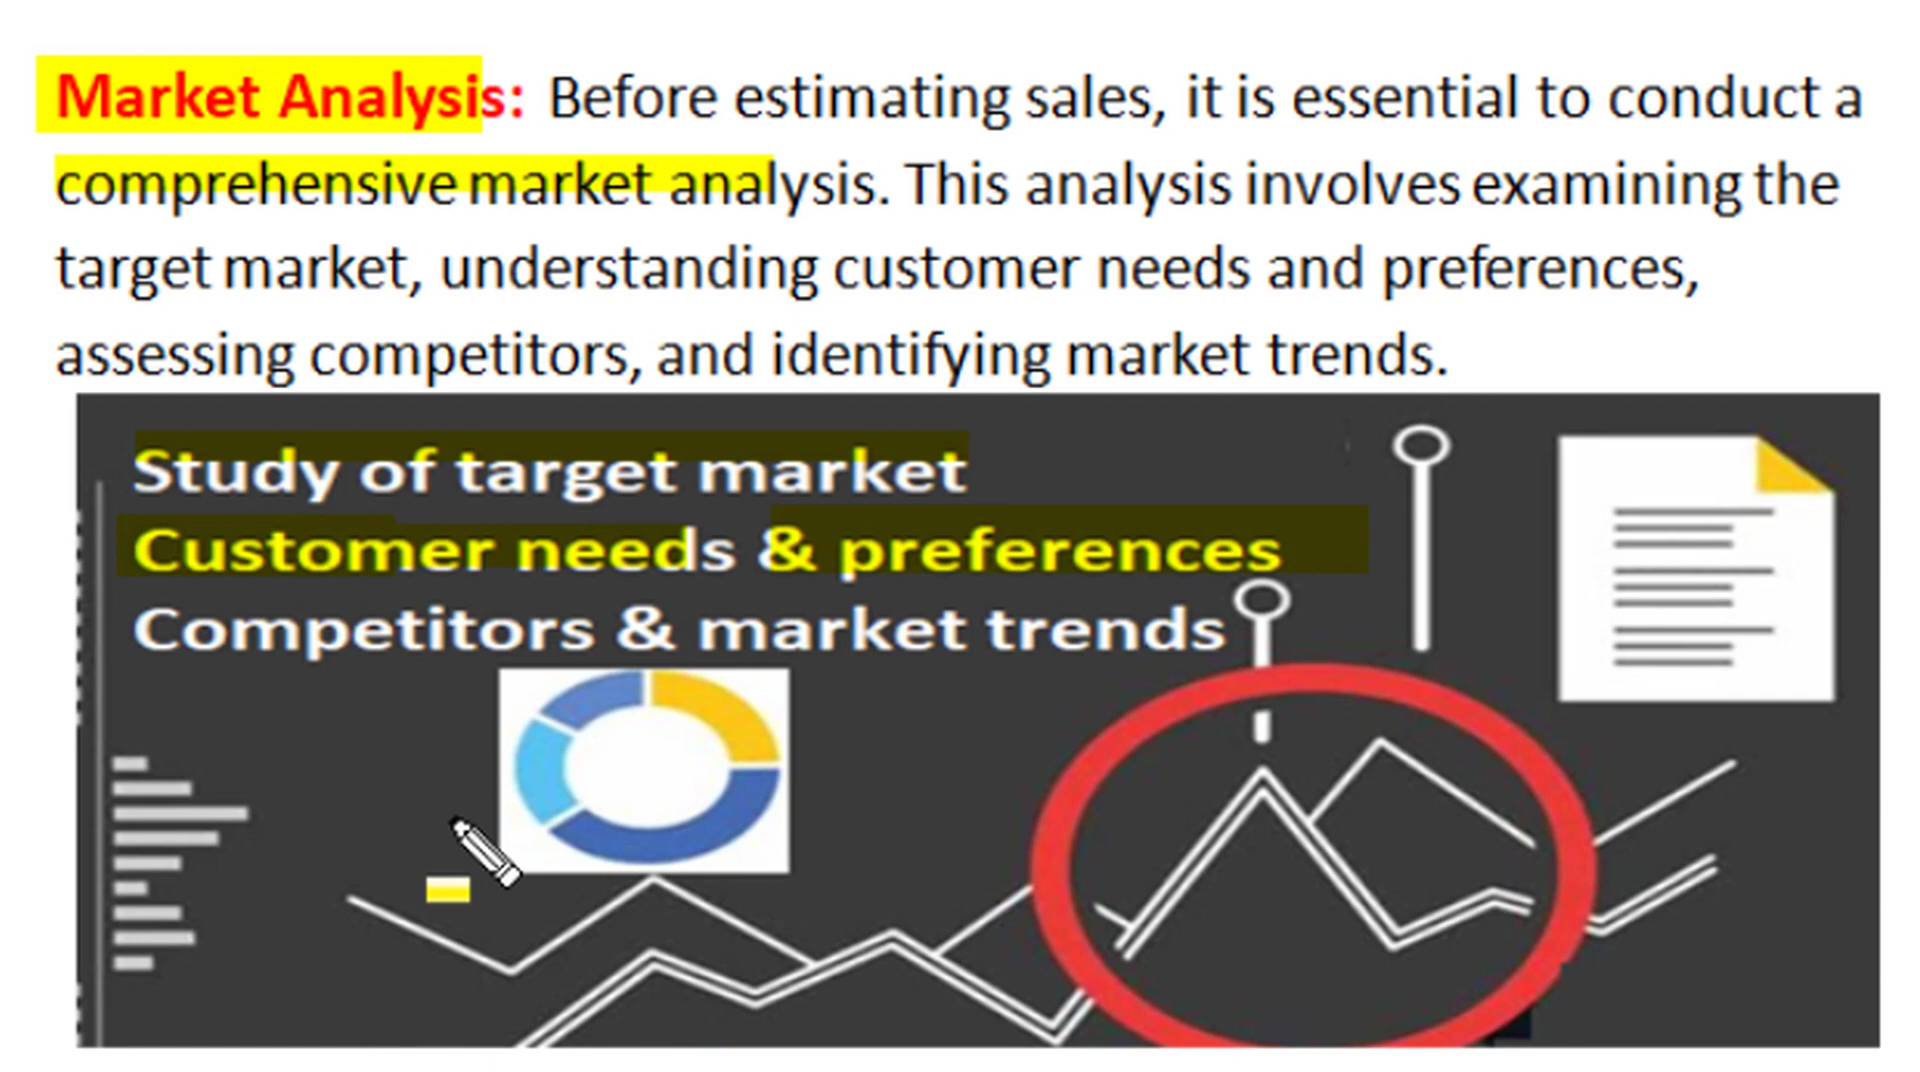 Market Analysis: Before estimating sales, it is essential to conduct a
comprehensive market analysis. This analysis involves examining the
target market, understanding customer needs and preferences,
assessing competitors, and identifying market trends.
Study of target market
Customer needs & preferences
Competitors & market trends